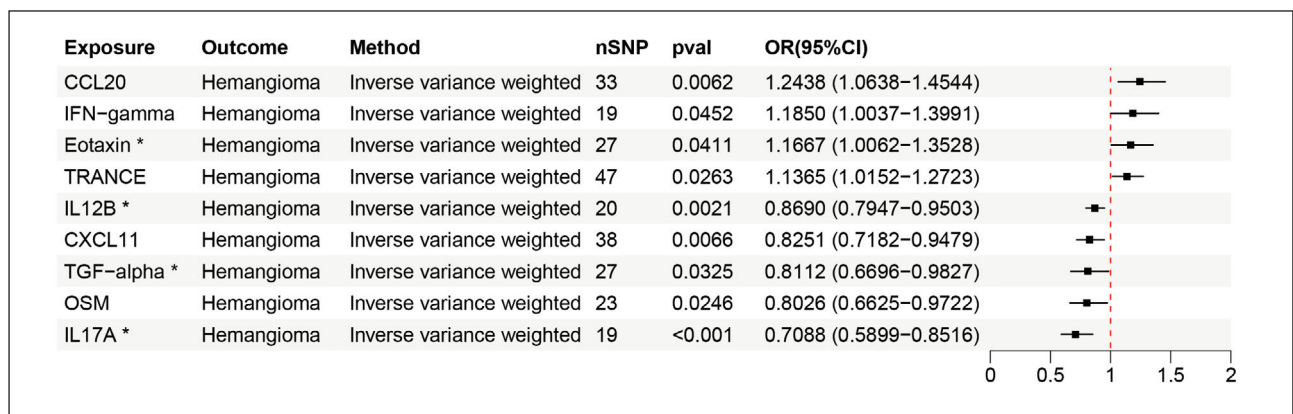 Exposure Outcome Method nSNP pval OR(95%CI)
CCL20 Hemangioma Inverse variance weighted 33 0.0062 1.2438 (1.0638−1.4544)
IFN−gamma Hemangioma Inverse variance weighted 19 0.0452 1.1850 (1.0037−1.3991)
Eotaxin * Hemangioma Inverse variance weighted 27 0.0411 1.1667 (1.0062−1.3528)
TRANCE Hemangioma Inverse variance weighted 47 0.0263 1.1365 (1.0152−1.2723)
IL12B * Hemangioma Inverse variance weighted 20 0.0021 0.8690 (0.7947−0.9503)
CXCL11 Hemangioma Inverse variance weighted 38 0.0066 0.8251 (0.7182−0.9479)
TGF−alpha * Hemangioma Inverse variance weighted 27 0.0325 0.8112 (0.6696−0.9827)
OSM Hemangioma Inverse variance weighted 23 0.0246 0.8026 (0.6625−0.9722)
IL17A * Hemangioma Inverse variance weighted 19 <0.001 0.7088 (0.5899−0.8516)
0 0.5 1 1.5 2